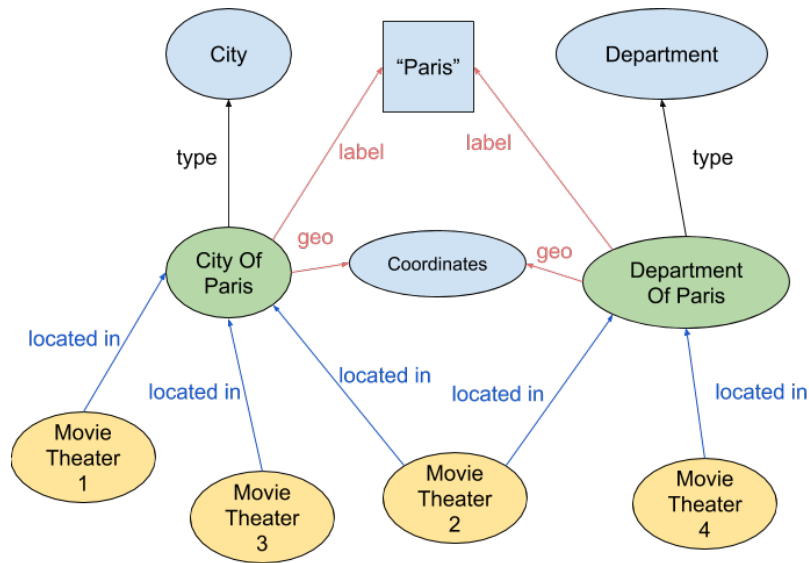 City
“Paris”
Department
type
label
label
type
City Of
Paris
geo
Coordinates
geo
Department
Of Paris
located in
located in
located in
located in
located in
Movie
Theater
1
Movie
Theater
3
Movie
Theater
2
Movie
Theater
4